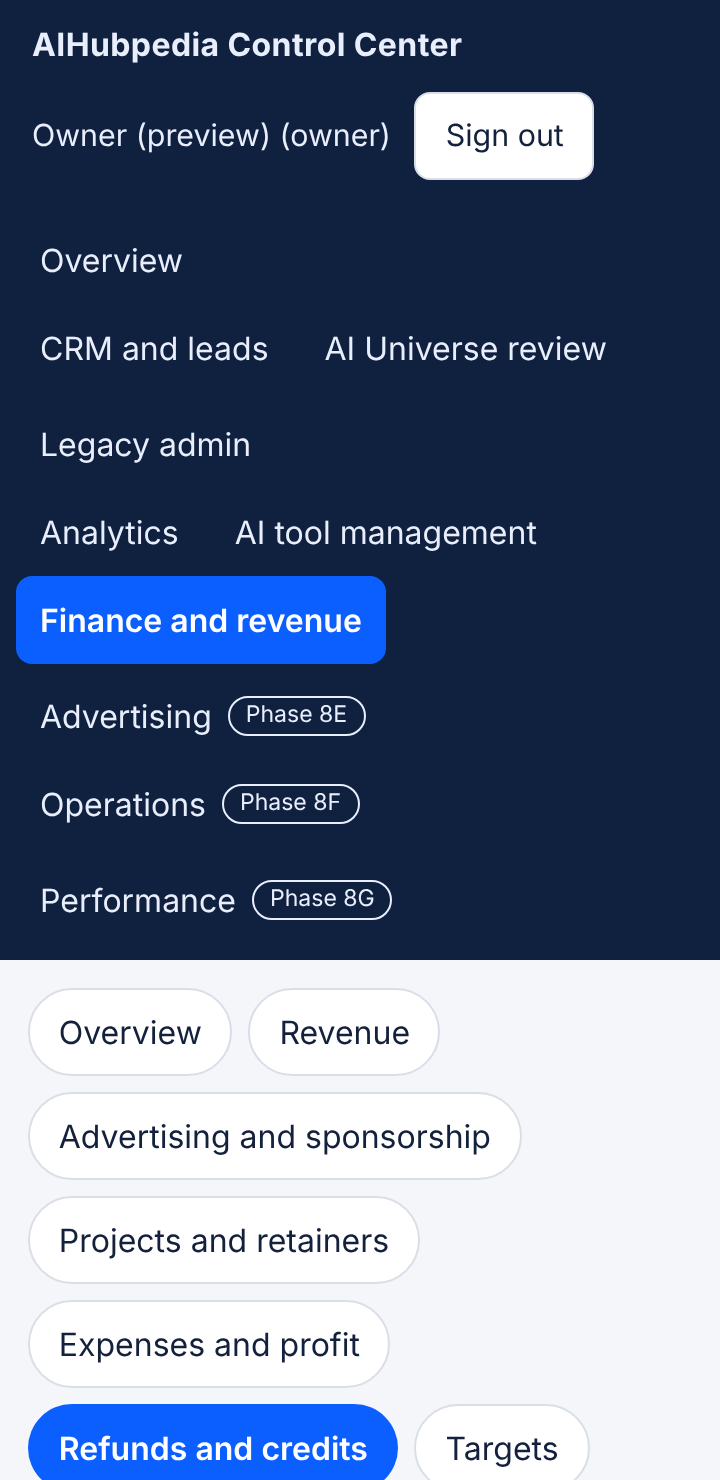 AIHubpedia Control Center
Owner (preview) (owner) Sign out
Overview
CRM and leads AI Universe review
Legacy admin
Analytics AI tool management
Finance and revenue
Advertising Phase 8E
Operations Phase 8F
Performance Phase 8G
Overview Revenue
Advertising and sponsorship
Projects and retainers
Expenses and profit
Refunds and credits Targets